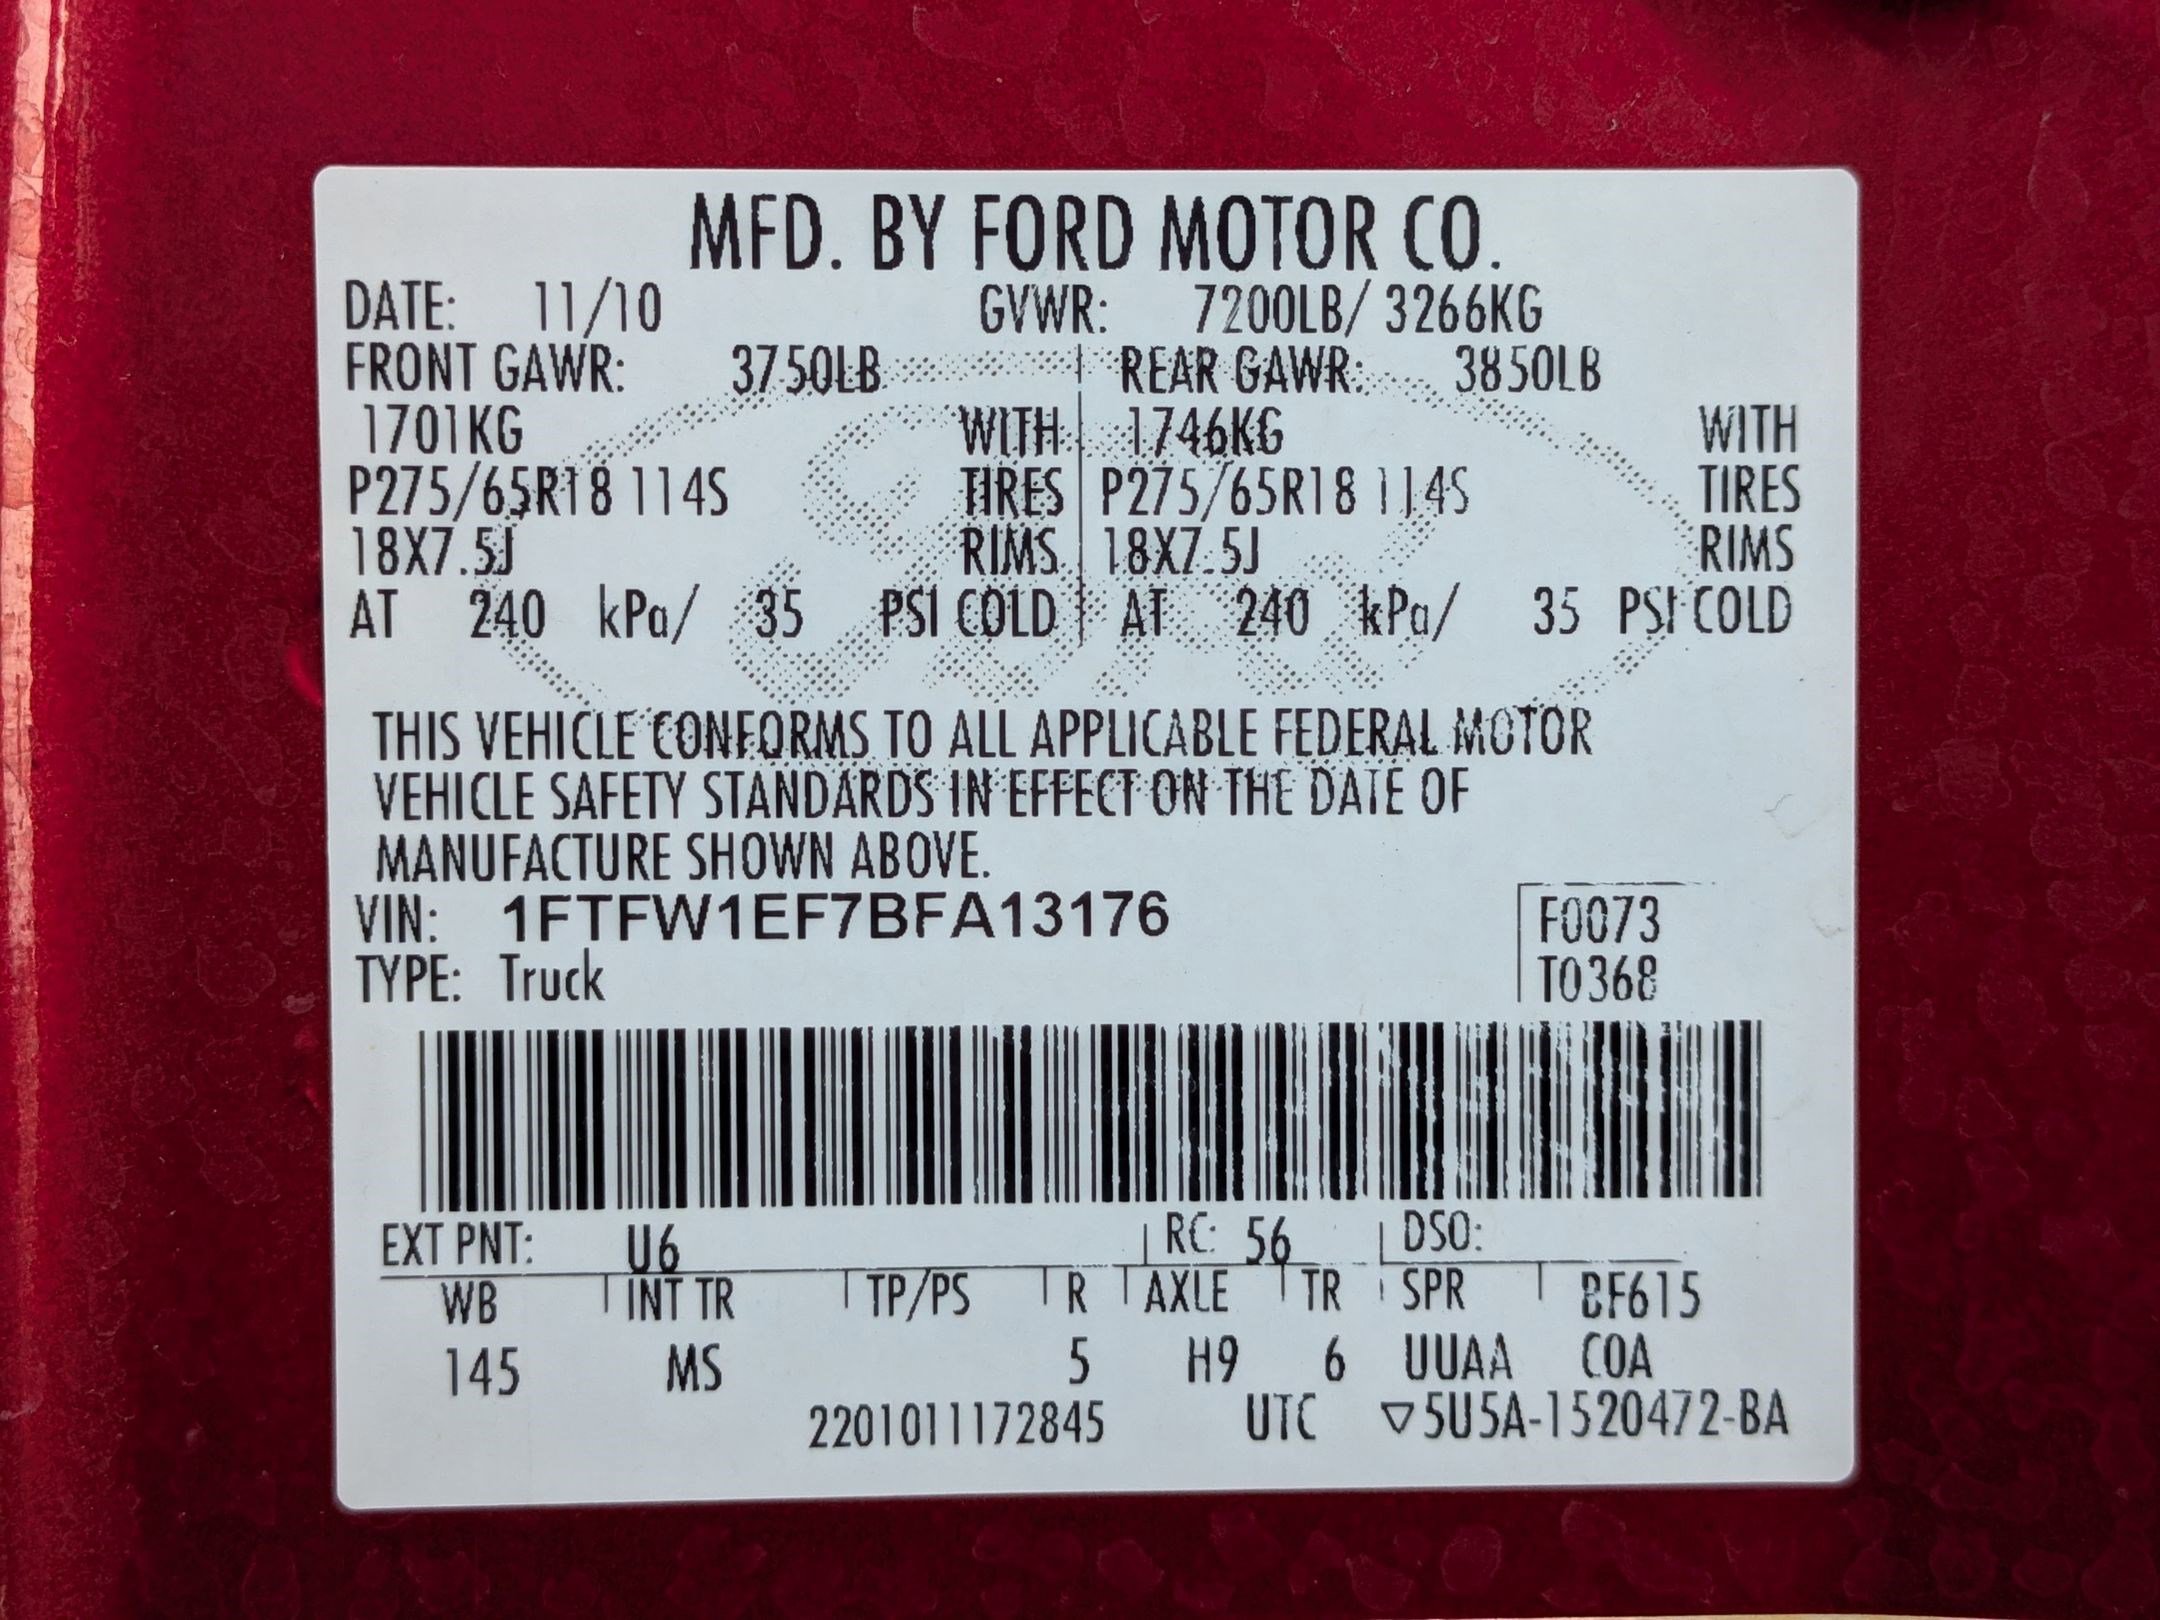 MFD. BY FORD MOTOR CO.
DATE: 11/10 GVWR: 7200LB/ 3266KG
FRONT GAWR: 3750LB REAR GAWR: 3850LB
1701KG WITH 1746KG WITH
P275/65R18 114S TIRES P275/65R18 114S TIRES
18X7.5J RIMS 18X7.5J RIMS
AT 240 kPa/ 35 PSI COLD AT 240 kPa/ 35 PSI COLD
Ford
THIS VEHICLE CONFORMS TO ALL APPLICABLE FEDERAL MOTOR
VEHICLE SAFETY STANDARDS IN EFFECT ON THE DATE OF
MANUFACTURE SHOWN ABOVE.
VIN: 1FTFW1EF7BFA13176 F0073
TYPE: Truck T0368
EXT PNT: U6 RC: 56 DSO:
WB INT TR TP/PS R AXLE TR SPR BF615
145 MS 5 H9 6 UUAA COA
2201011172845 UTC ▽5U5A-1520472-BA